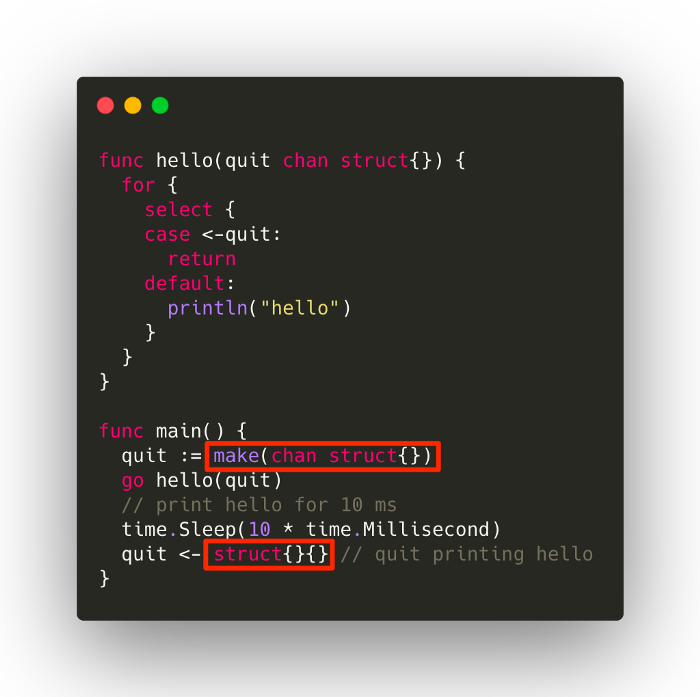 func hello(quit chan struct{}) {
  for {
    select {
    case <-quit:
      return
    default:
      println("hello")
    }
  }
}

func main() {
  quit := make(chan struct{})
  go hello(quit)
  // print hello for 10 ms
  time.Sleep(10 * time.Millisecond)
  quit <- struct{}{} // quit printing hello
}